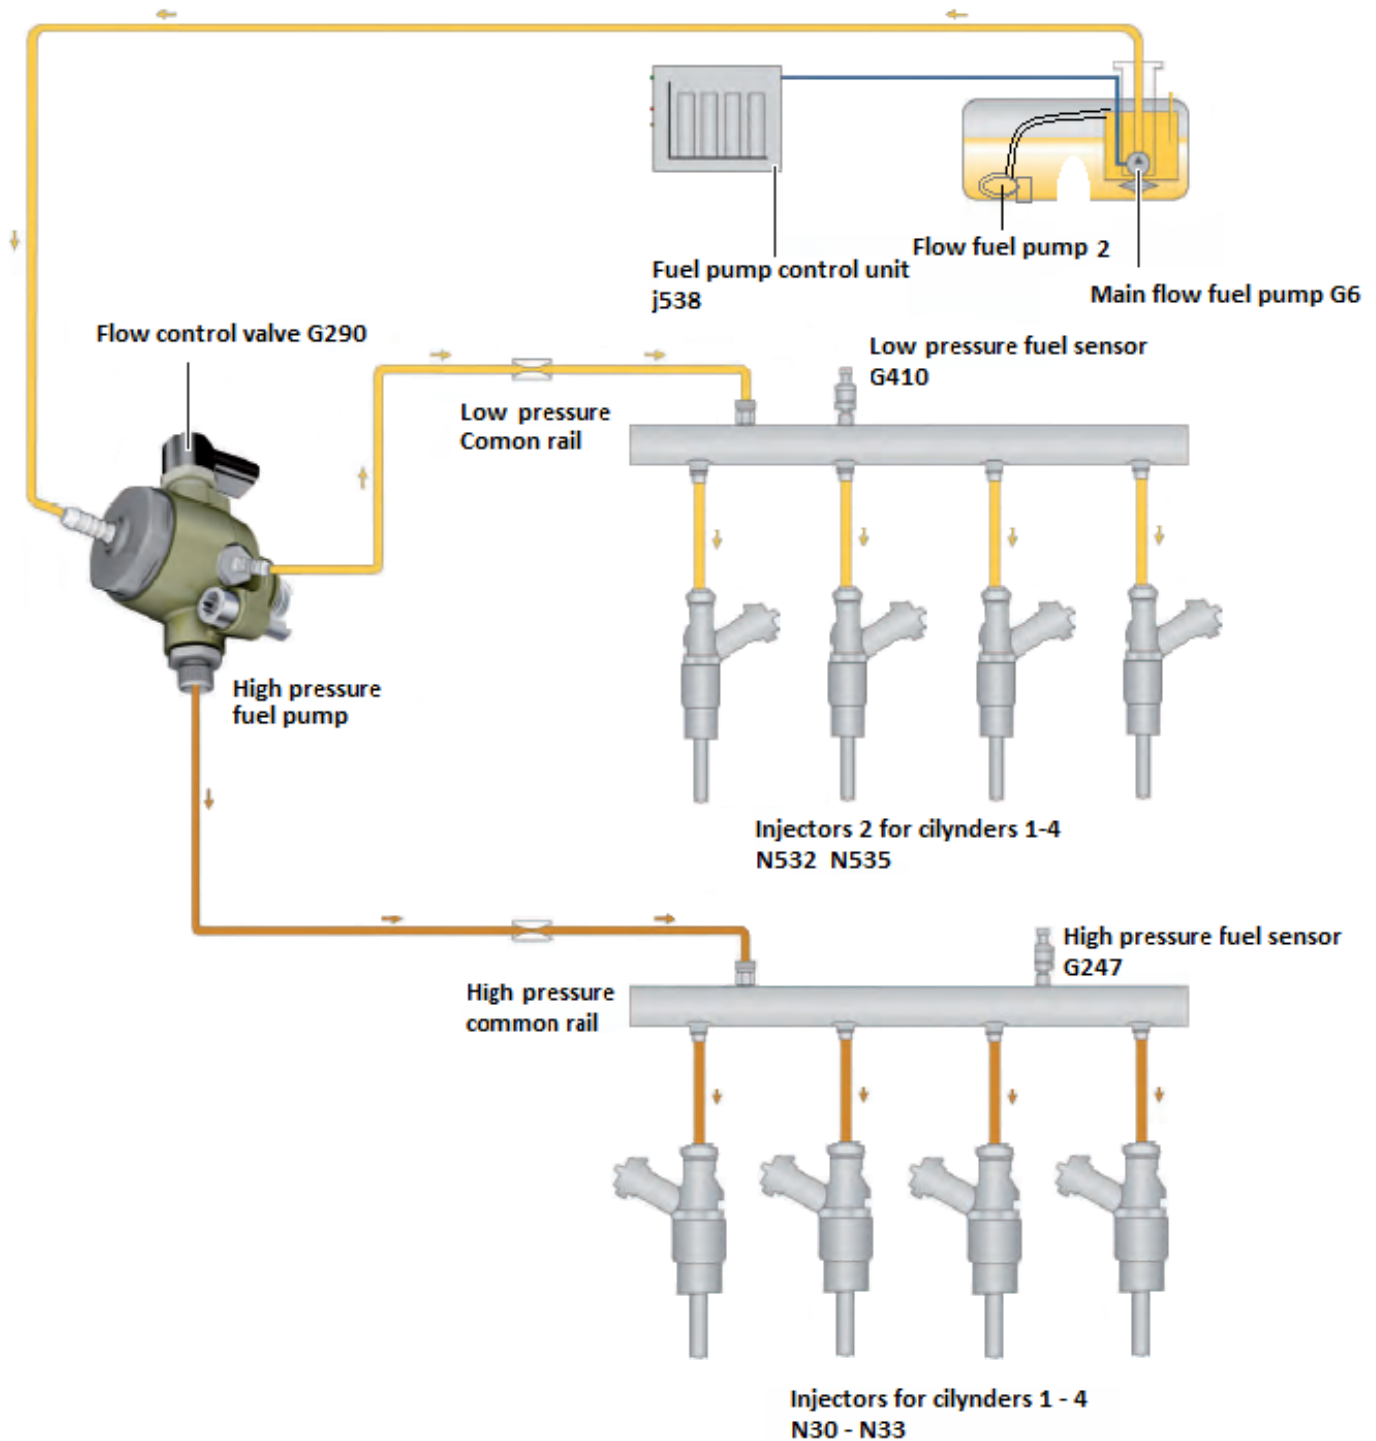 Flow fuel pump 2
Fuel pump control unit
j538
Main flow fuel pump G6
Flow control valve G290
Low pressure fuel sensor
G410
Low pressure
Comon rail
High pressure
fuel pump
Injectors 2 for cilynders 1-4
N532 N535
High pressure fuel sensor
G247
High pressure
common rail
Injectors for cilynders 1 - 4
N30 - N33